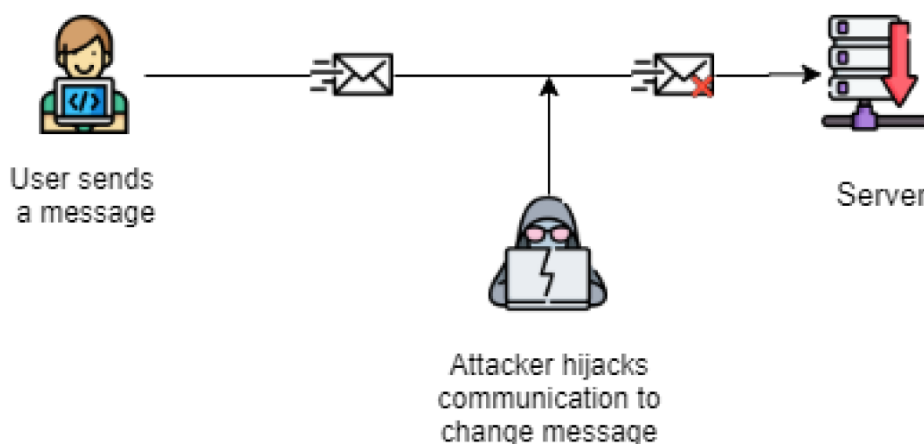 User sends
a message
Server
Attacker hijacks
communication to
change message